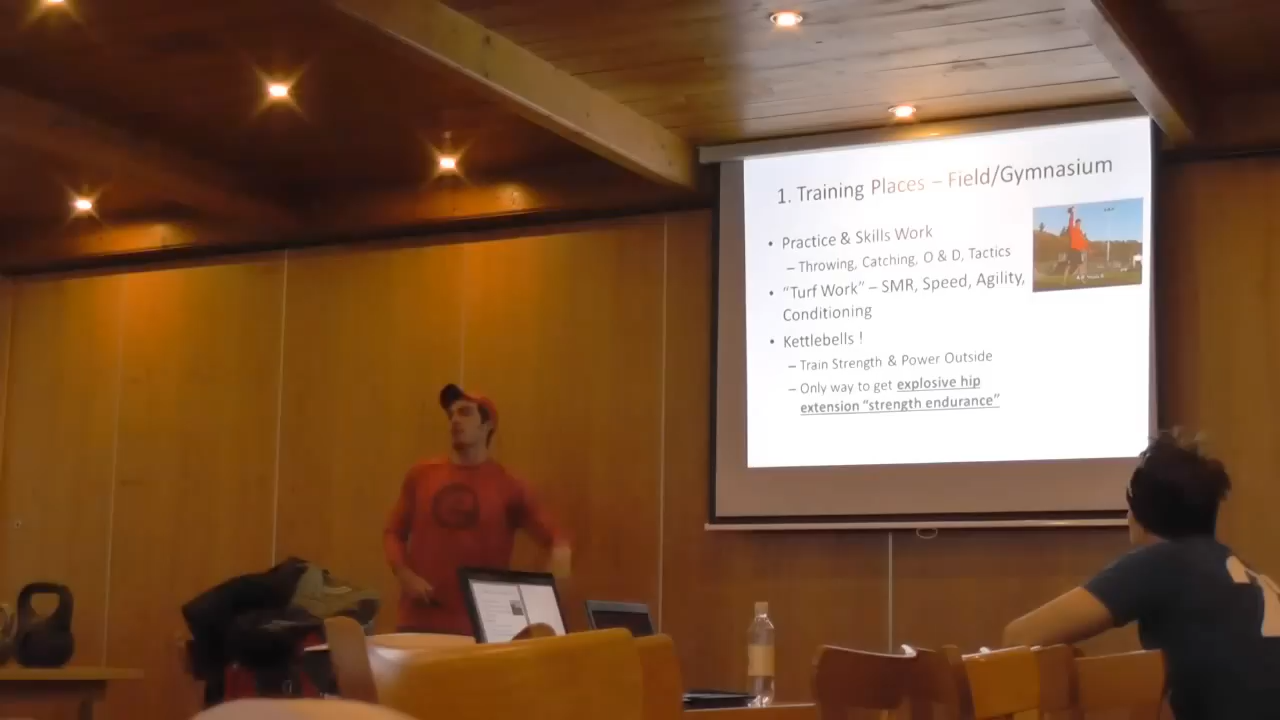 1. Training Places – Field/Gymnasium
• Practice & Skills Work
– Throwing, Catching, O & D, Tactics
• “Turf Work” – SMR, Speed, Agility,
Conditioning
• Kettlebells !
– Train Strength & Power Outside
– Only way to get explosive hip
extension “strength endurance”